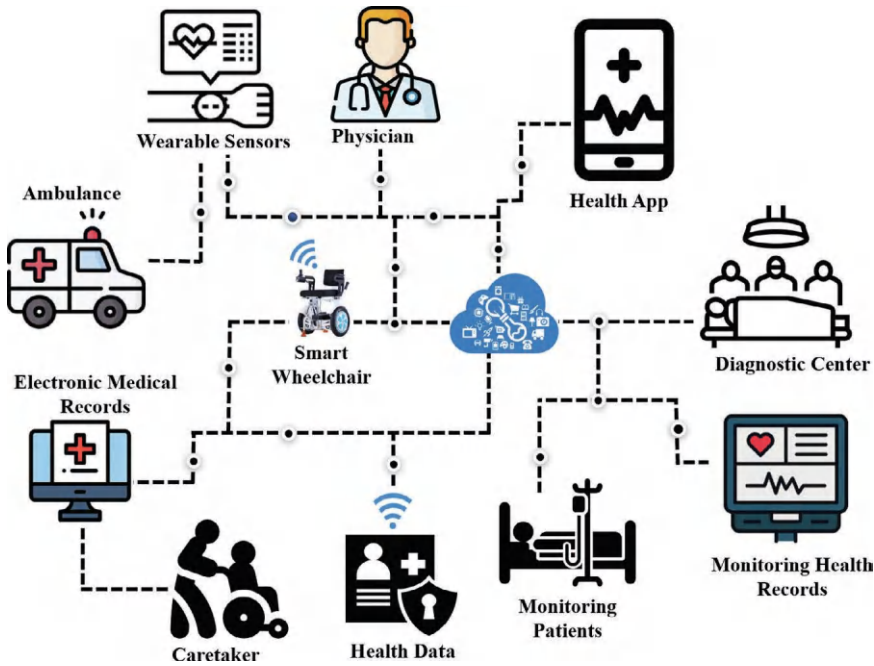 Wearable Sensors
Physician
Health App
Ambulance
Smart
Wheelchair
Diagnostic Center
Electronic Medical
Records
Monitoring Health
Records
Monitoring
Patients
Caretaker
Health Data